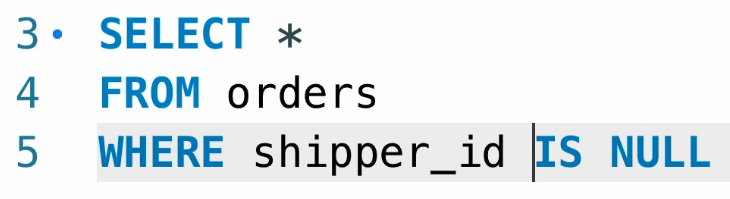 3 SELECT *
4 FROM orders
5 WHERE shipper_id IS NULL